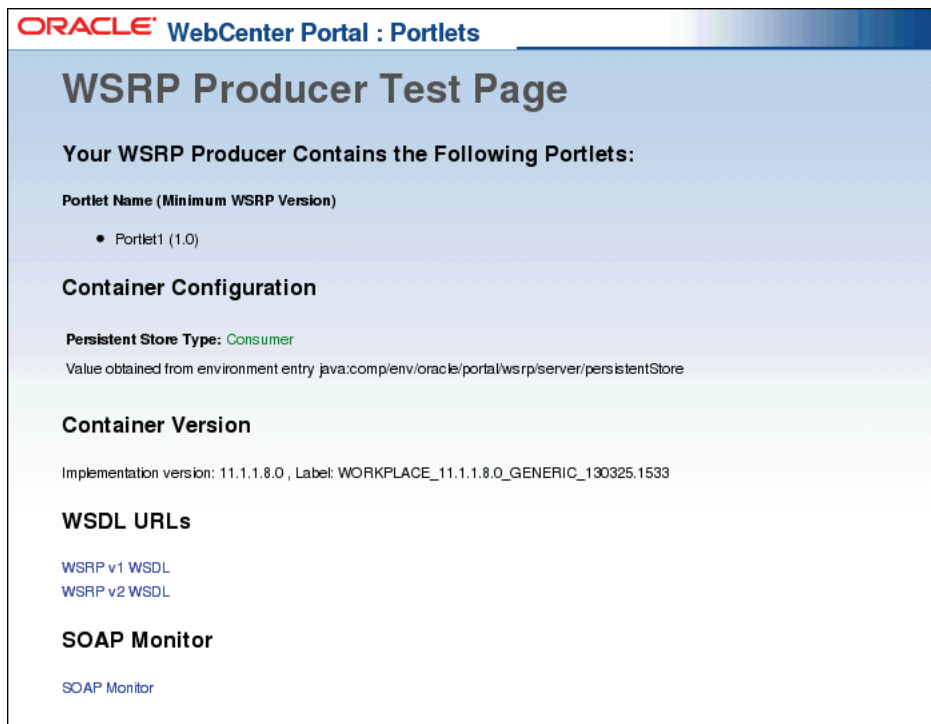 ORACLE WebCenter Portal : Portlets
WSRP Producer Test Page
Your WSRP Producer Contains the Following Portlets:
Portlet Name (Minimum WSRP Version)
• Portlet1 (1.0)
Container Configuration
Persistent Store Type: Consumer
Value obtained from environment entry java:comp/env/oracle/portal/wsrp/server/persistentStore
Container Version
Implementation version: 11.1.1.8.0 , Label: WORKPLACE_11.1.1.8.0_GENERIC_130325.1533
WSDL URLs
WSRP v1 WSDL
WSRP v2 WSDL
SOAP Monitor
SOAP Monitor